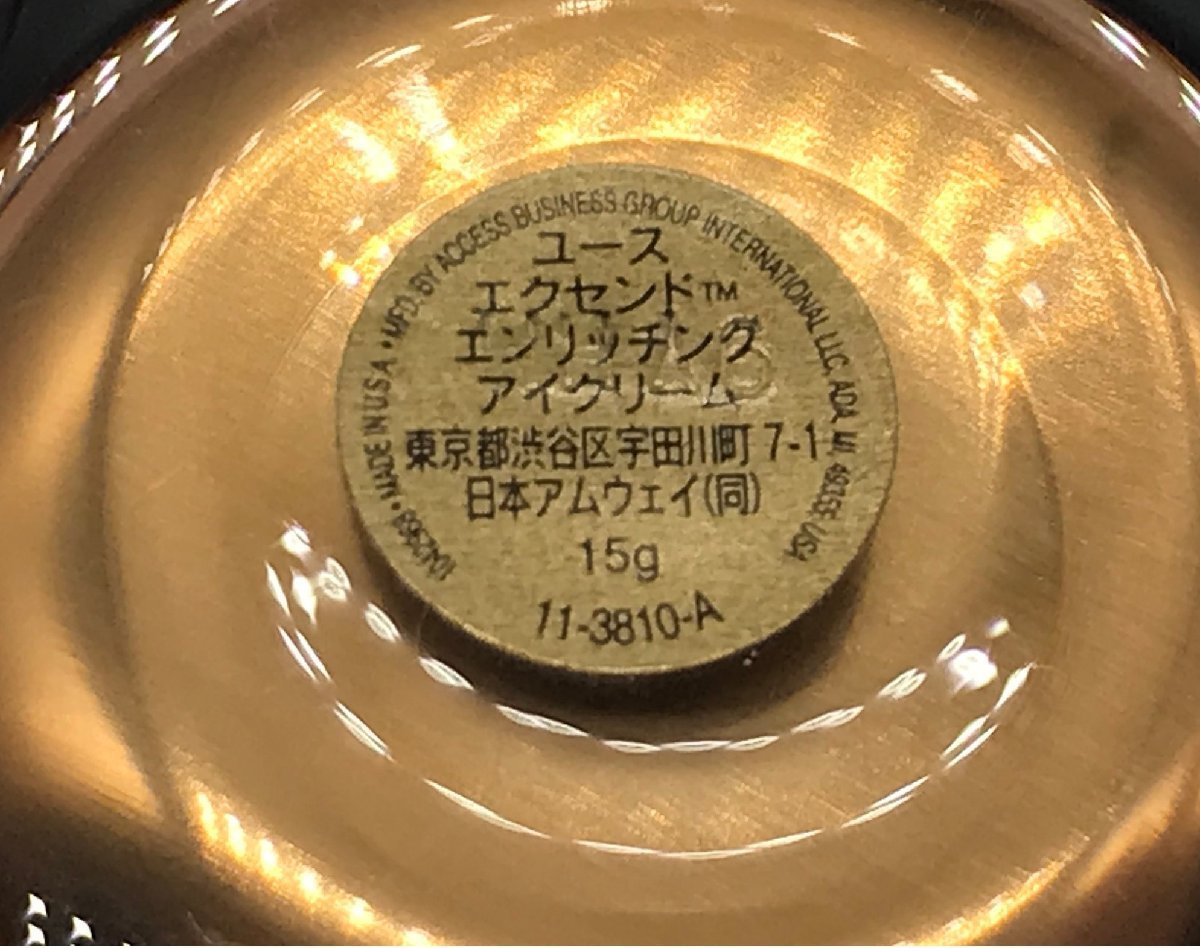 MFD. BY ACCESS BUSINESS GROUP INTERNATIONAL LLC, ADA, MI 49355, USA
ユース
エクセンド™
エンリッチング
アイクリーム
東京都渋谷区宇田川町 7-1
日本アムウェイ(同)
15g
11-3810-A
• MADE IN U.S.A. •